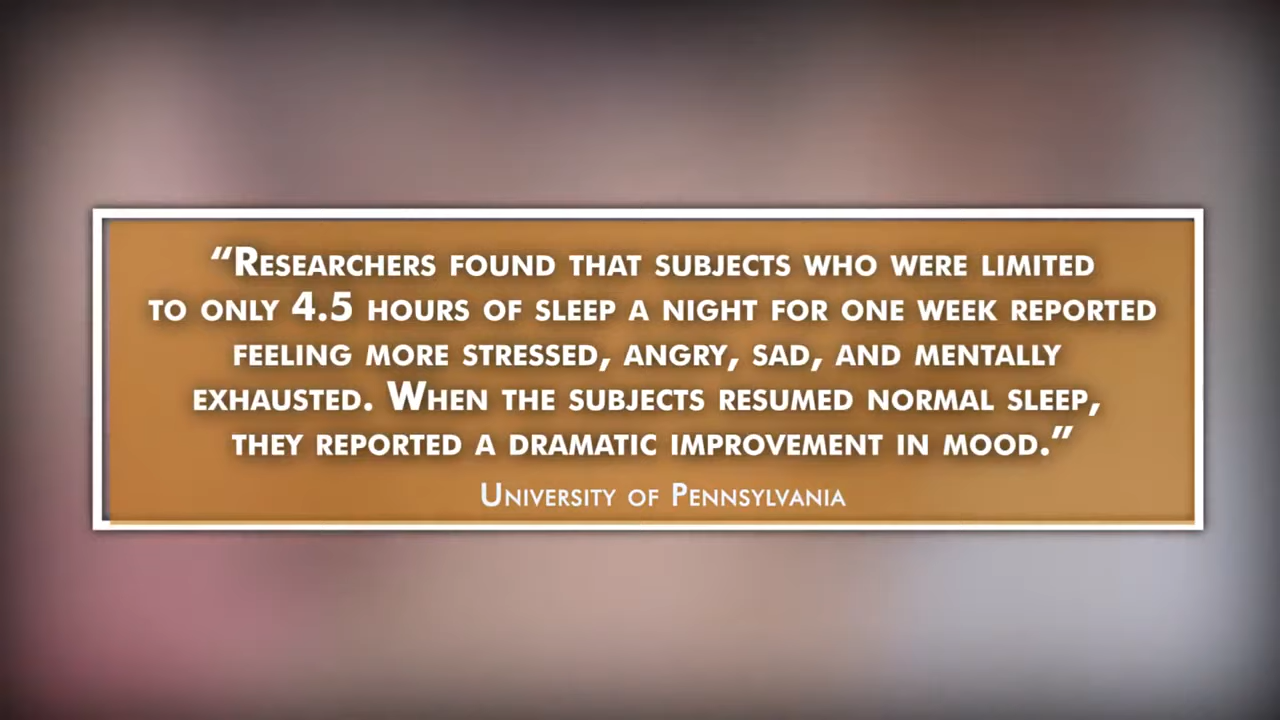 “Researchers found that subjects who were limited
to only 4.5 hours of sleep a night for one week reported
feeling more stressed, angry, sad, and mentally
exhausted. When the subjects resumed normal sleep,
they reported a dramatic improvement in mood.”
University of Pennsylvania